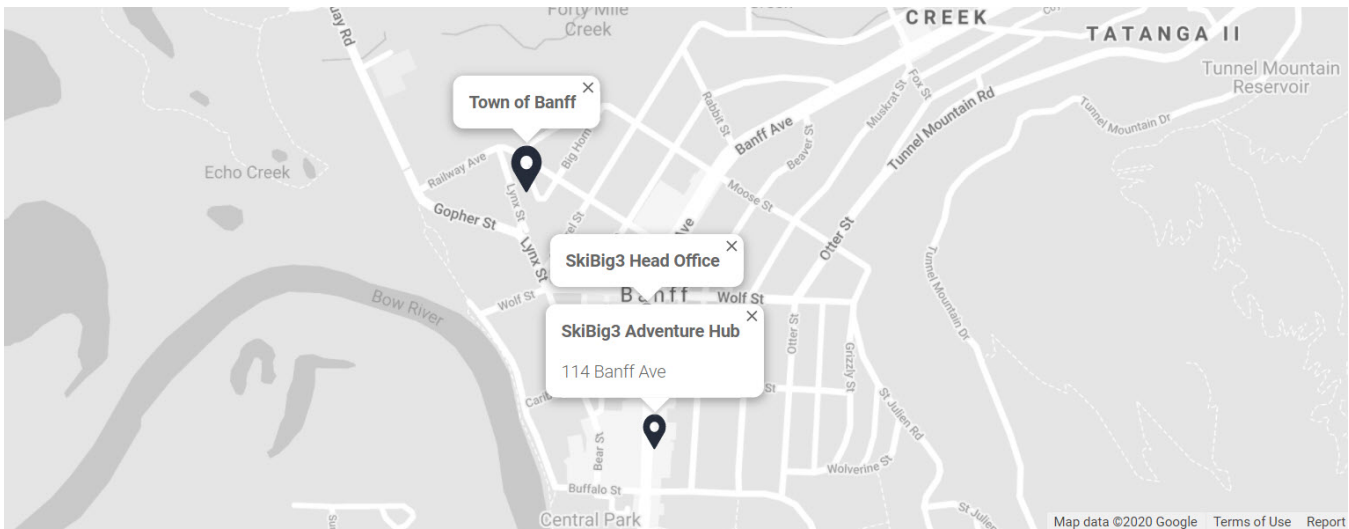 Forty Mile
Creek
Creek
CREEK
TATANGA II
Tunnel Mountain
Reservoir
Town of Banff
Rabbit St
Fox St
Muskrat St
Tunnel Mountain Rd
Tunnel Mountain Dr
Banff Ave
Beaver St
Big Horn
Echo Creek
Railway Ave
Lynx St
Moose St
Gopher St
Lynx St
Ave
Otter St
Tunnel Mountain Dr
SkiBig3 Head Office
Bow River
Wolf St
Banff
Wolf St
SkiBig3 Adventure Hub
114 Banff Ave
Otter St
Grizzly St
St
St Julien Rd
Bear St
Wolverine St
Buffalo St
Central Park
Map data ©2020 Google
Terms of Use
Report